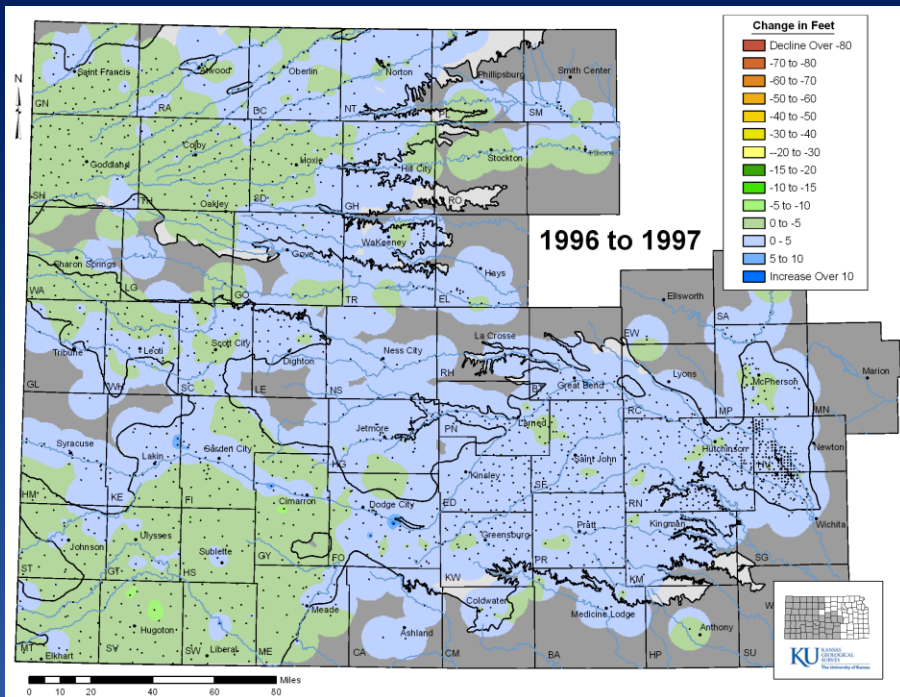 1996 to 1997
Change in Feet
Decline Over -80
-70 to -80
-60 to -70
-50 to -60
-40 to -50
-30 to -40
--20 to -30
-15 to -20
-10 to -15
-5 to -10
0 to -5
0 - 5
5 to 10
Increase Over 10
N
Saint Francis
Atwood
Oberlin
Norton
Phillipsburg
Smith Center
GN
RA
DC
NT
PL
SM
Goodland
Colby
Hoxie
Hill City
Stockton
SH
TH
Oakley
SD
GH
RO
Sharon Springs
Gove
WaKeeney
Hays
WA
LG
GO
TR
EL
Ellsworth
SA
Tribune
Leoti
Scott City
Dighton
Ness City
La Crosse
EW
Great Bend
Lyons
McPherson
Marion
GL
WH
SC
LE
NS
RH
BT
RC
MP
MN
Syracuse
Lakin
Garden City
Jetmore
PN
Larned
Saint John
Hutchinson
Newton
HM
KE
FI
HG
Cimarron
Dodge City
Kinsley
ED
SF
RN
HV
Wichita
Johnson
Ulysses
Sublette
Greensburg
Pratt
Kingman
ST
GT
HS
GY
FO
KW
PR
KM
SG
Hugoton
Liberal
Meade
Ashland
Coldwater
Medicine Lodge
Anthony
MT
Elkhart
SV
SW
ME
CA
CM
BA
HP
SU
W
0 10 20 40 60 80
Miles
KU
KANSAS
GEOLOGICAL
SURVEY
The University of Kansas